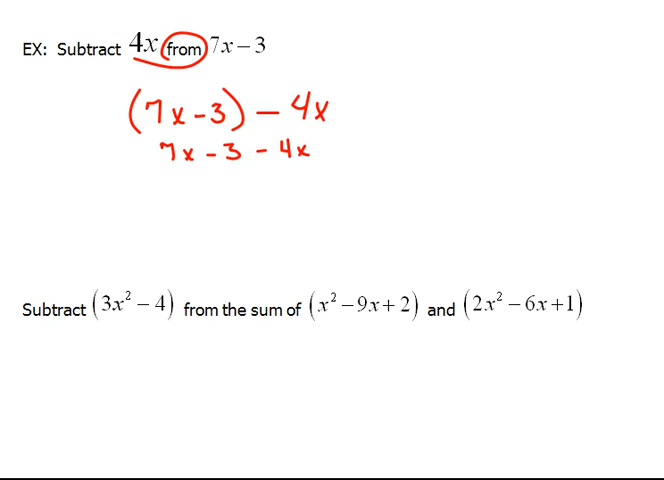 EX: Subtract 4x from 7x − 3
(7x − 3) − 4x
7x − 3 − 4x
Subtract (3x² − 4) from the sum of (x² − 9x + 2) and (2x² − 6x + 1)